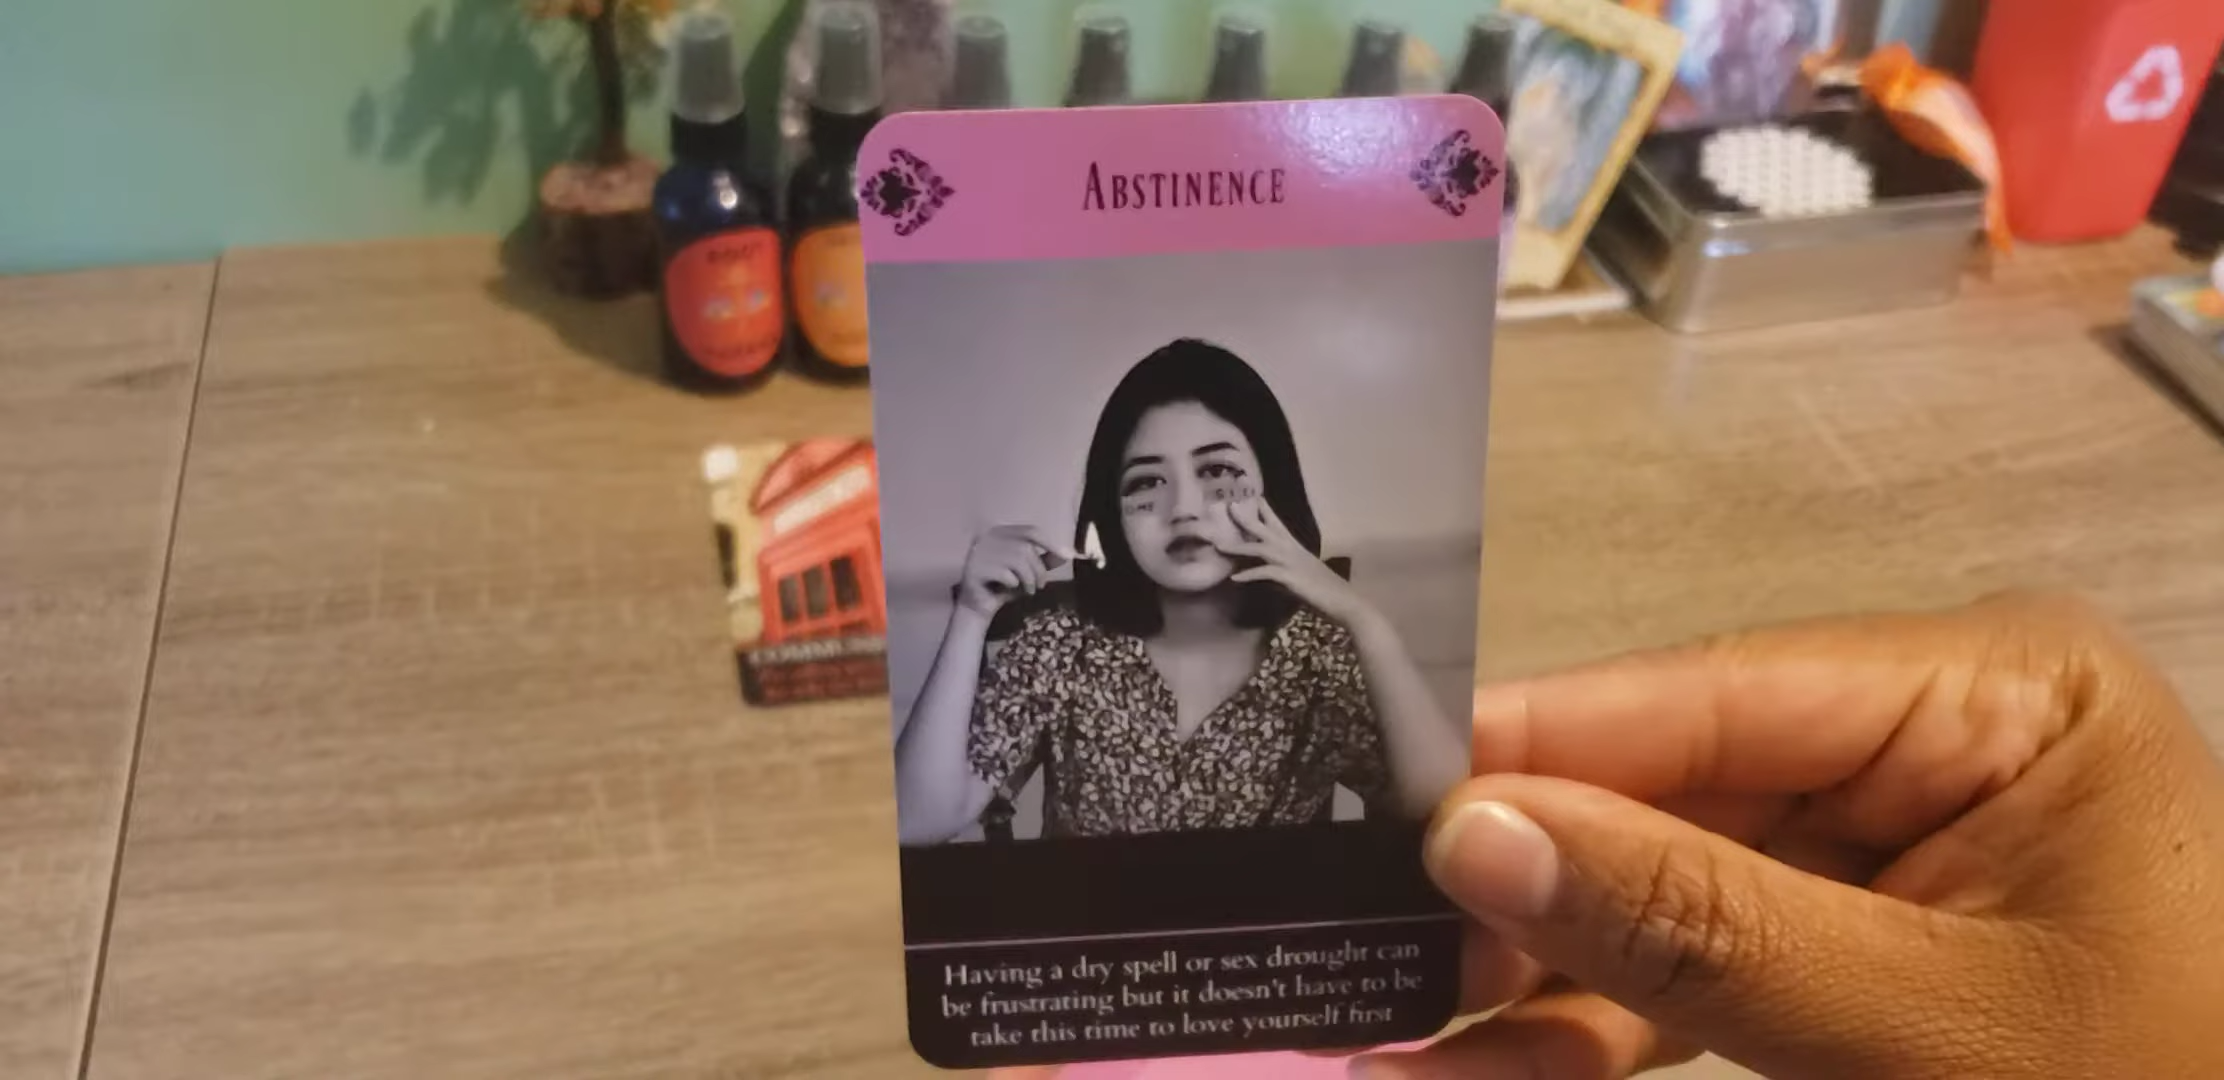 ABSTINENCE
Having a dry spell or sex drought can
be frustrating but it doesn't have to be
take this time to love yourself first